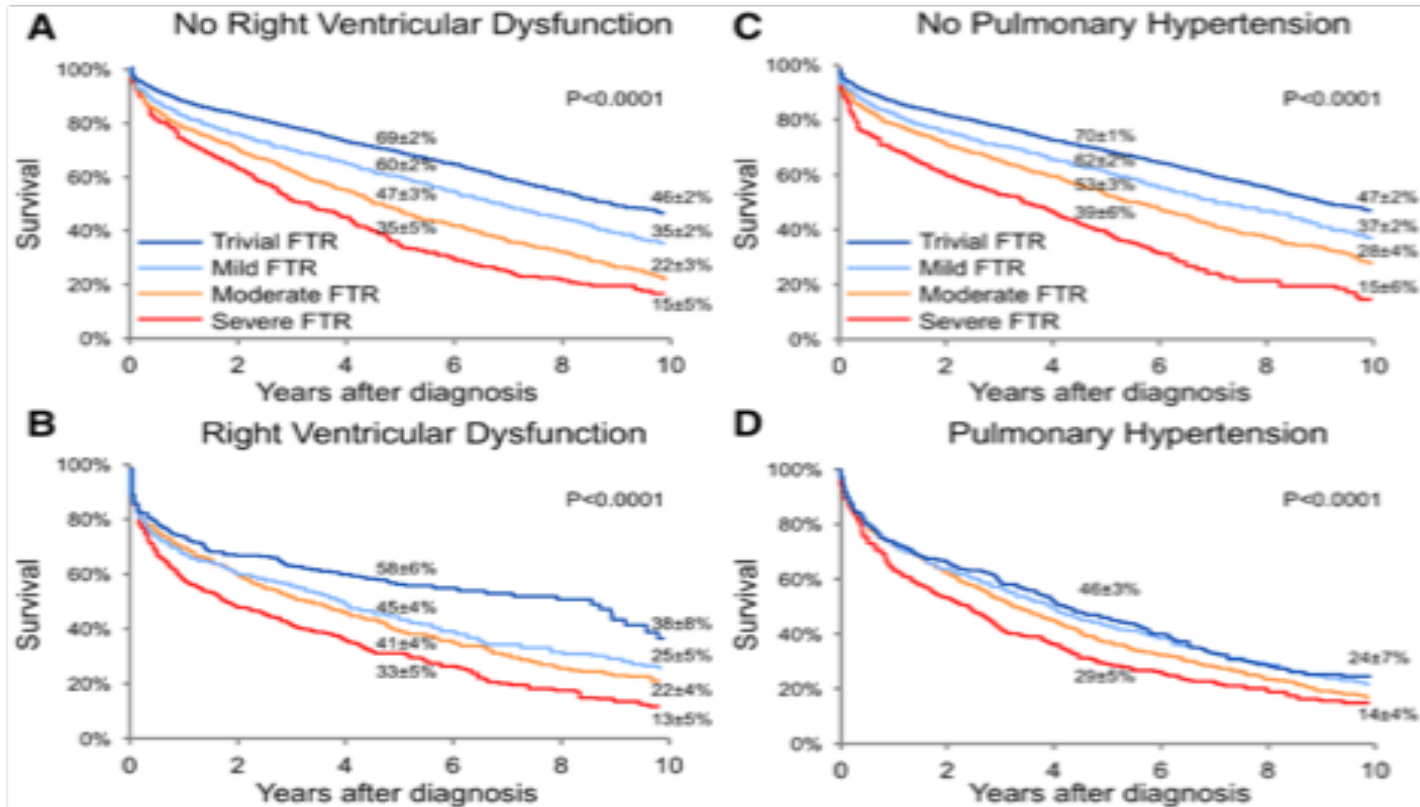 A No Right Ventricular Dysfunction
100%
80%
60%
40%
20%
0%
Survival
P<0.0001
69±2%
60±2%
47±3%
35±5%
46±2%
35±2%
22±3%
15±5%
Trivial FTR
Mild FTR
Moderate FTR
Severe FTR
0 2 4 6 8 10
Years after diagnosis
C No Pulmonary Hypertension
100%
80%
60%
40%
20%
0%
Survival
P<0.0001
70±1%
62±2%
53±3%
39±6%
47±2%
37±2%
28±4%
15±6%
Trivial FTR
Mild FTR
Moderate FTR
Severe FTR
0 2 4 6 8 10
Years after diagnosis
B Right Ventricular Dysfunction
100%
80%
60%
40%
20%
0%
Survival
P<0.0001
58±6%
45±4%
41±4%
33±5%
38±8%
25±5%
22±4%
13±5%
0 2 4 6 8 10
Years after diagnosis
D Pulmonary Hypertension
100%
80%
60%
40%
20%
0%
Survival
P<0.0001
46±3%
29±5%
24±7%
14±4%
0 2 4 6 8 10
Years after diagnosis